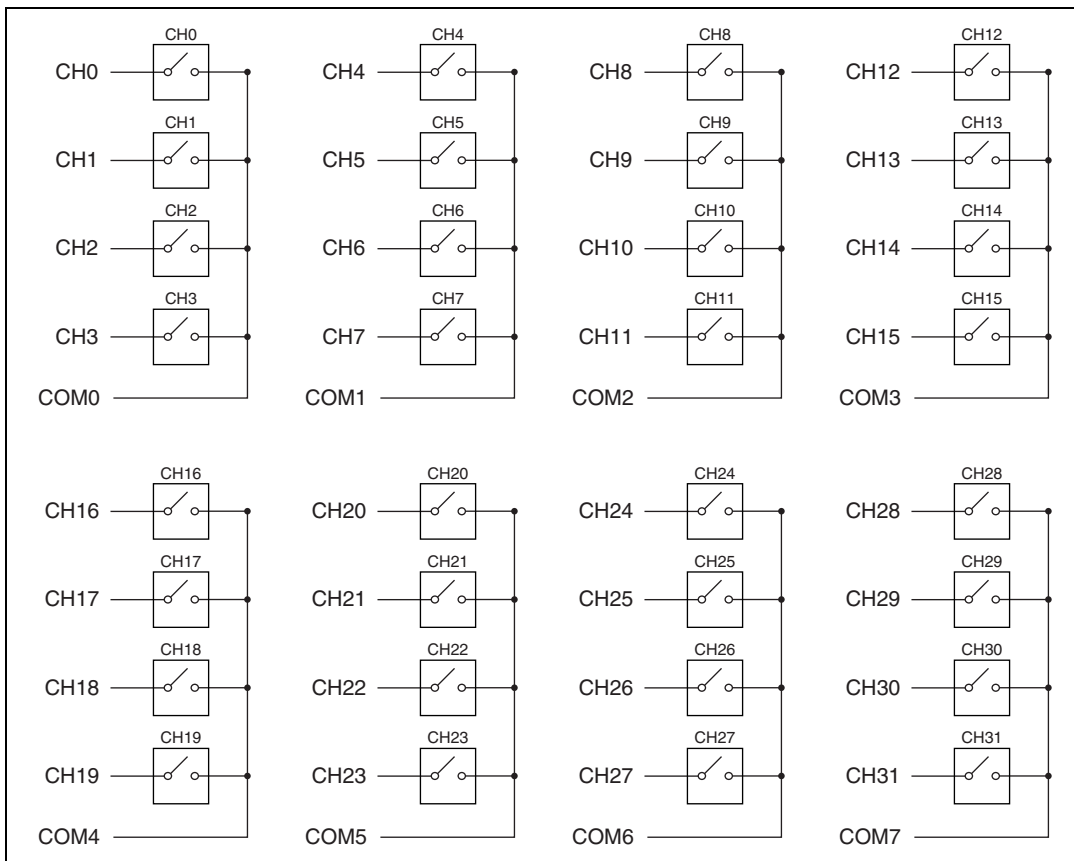 CH0 CH4 CH8 CH12
CH0 CH4 CH8 CH12
CH1 CH5 CH9 CH13
CH1 CH5 CH9 CH13
CH2 CH6 CH10 CH14
CH2 CH6 CH10 CH14
CH3 CH7 CH11 CH15
CH3 CH7 CH11 CH15
COM0 COM1 COM2 COM3
CH16 CH20 CH24 CH28
CH16 CH20 CH24 CH28
CH17 CH21 CH25 CH29
CH17 CH21 CH25 CH29
CH18 CH22 CH26 CH30
CH18 CH22 CH26 CH30
CH19 CH23 CH27 CH31
CH19 CH23 CH27 CH31
COM4 COM5 COM6 COM7